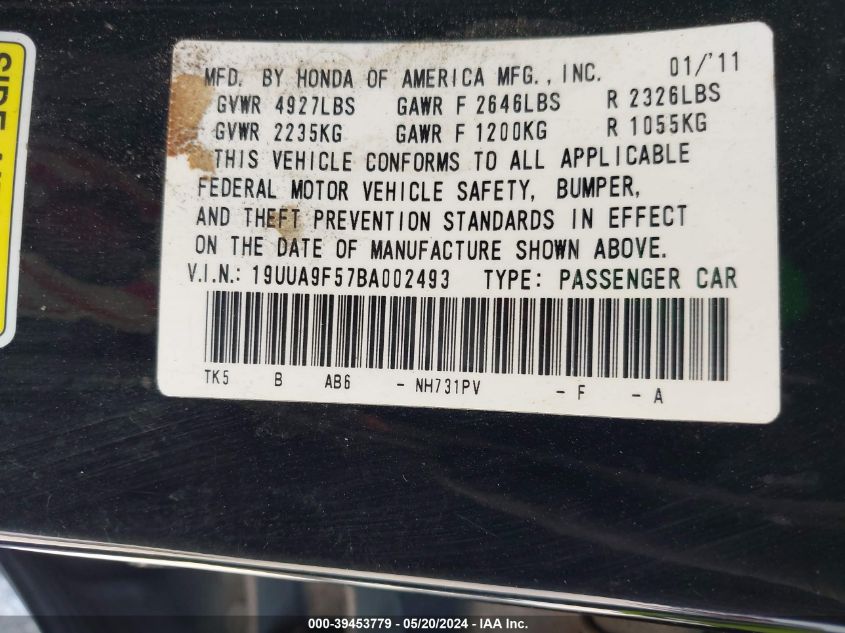 MFD. BY HONDA OF AMERICA MFG., INC. 01/'11
GVWR 4927LBS GAWR F 2646LBS R 2326LBS
GVWR 2235KG GAWR F 1200KG R 1055KG
THIS VEHICLE CONFORMS TO ALL APPLICABLE
FEDERAL MOTOR VEHICLE SAFETY, BUMPER,
AND THEFT PREVENTION STANDARDS IN EFFECT
ON THE DATE OF MANUFACTURE SHOWN ABOVE.
V.I.N.: 19UUA9F57BA002493 TYPE: PASSENGER CAR
TK5 B AB6 - NH731PV - F - A
SIDE
000-39453779 - 05/20/2024 - IAA Inc.